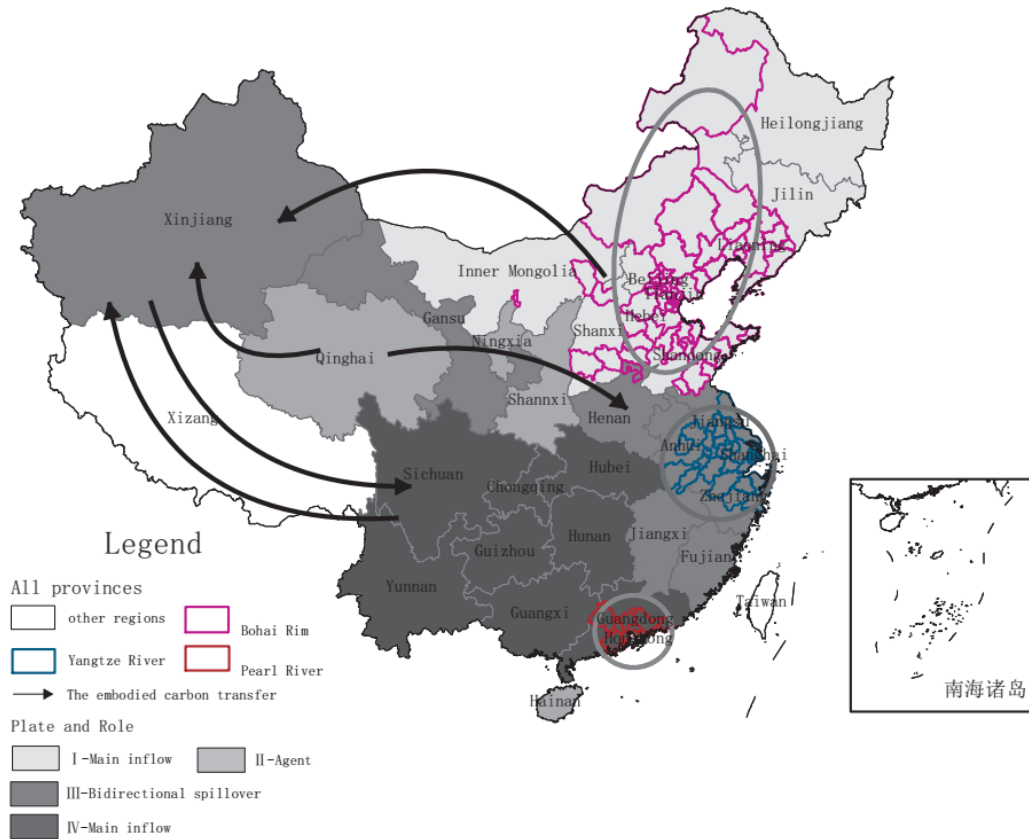 Heilongjiang
Jilin
Xinjiang
Liaoning
Inner Mongolia
Beijing
Tianjin
Hebei
Gansu
Shanxi
Ningxia
Shandong
Qinghai
Shannxi
Henan
Jiangsu
Xizang
Anhui
Shanghai
Sichuan
Hubei
Chongqing
Zhejiang
Hunan
Jiangxi
Guizhou
Fujian
Yunnan
Guangxi
Guangdong
Taiwan
Hongkong
Hainan
南海诸岛
Legend
All provinces
other regions
Bohai Rim
Yangtze River
Pearl River
The embodied carbon transfer
Plate and Role
I-Main inflow
II-Agent
III-Bidirectional spillover
IV-Main inflow